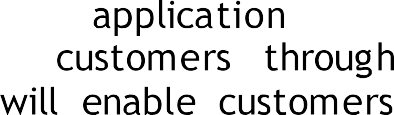 application
customers through
will enable customers